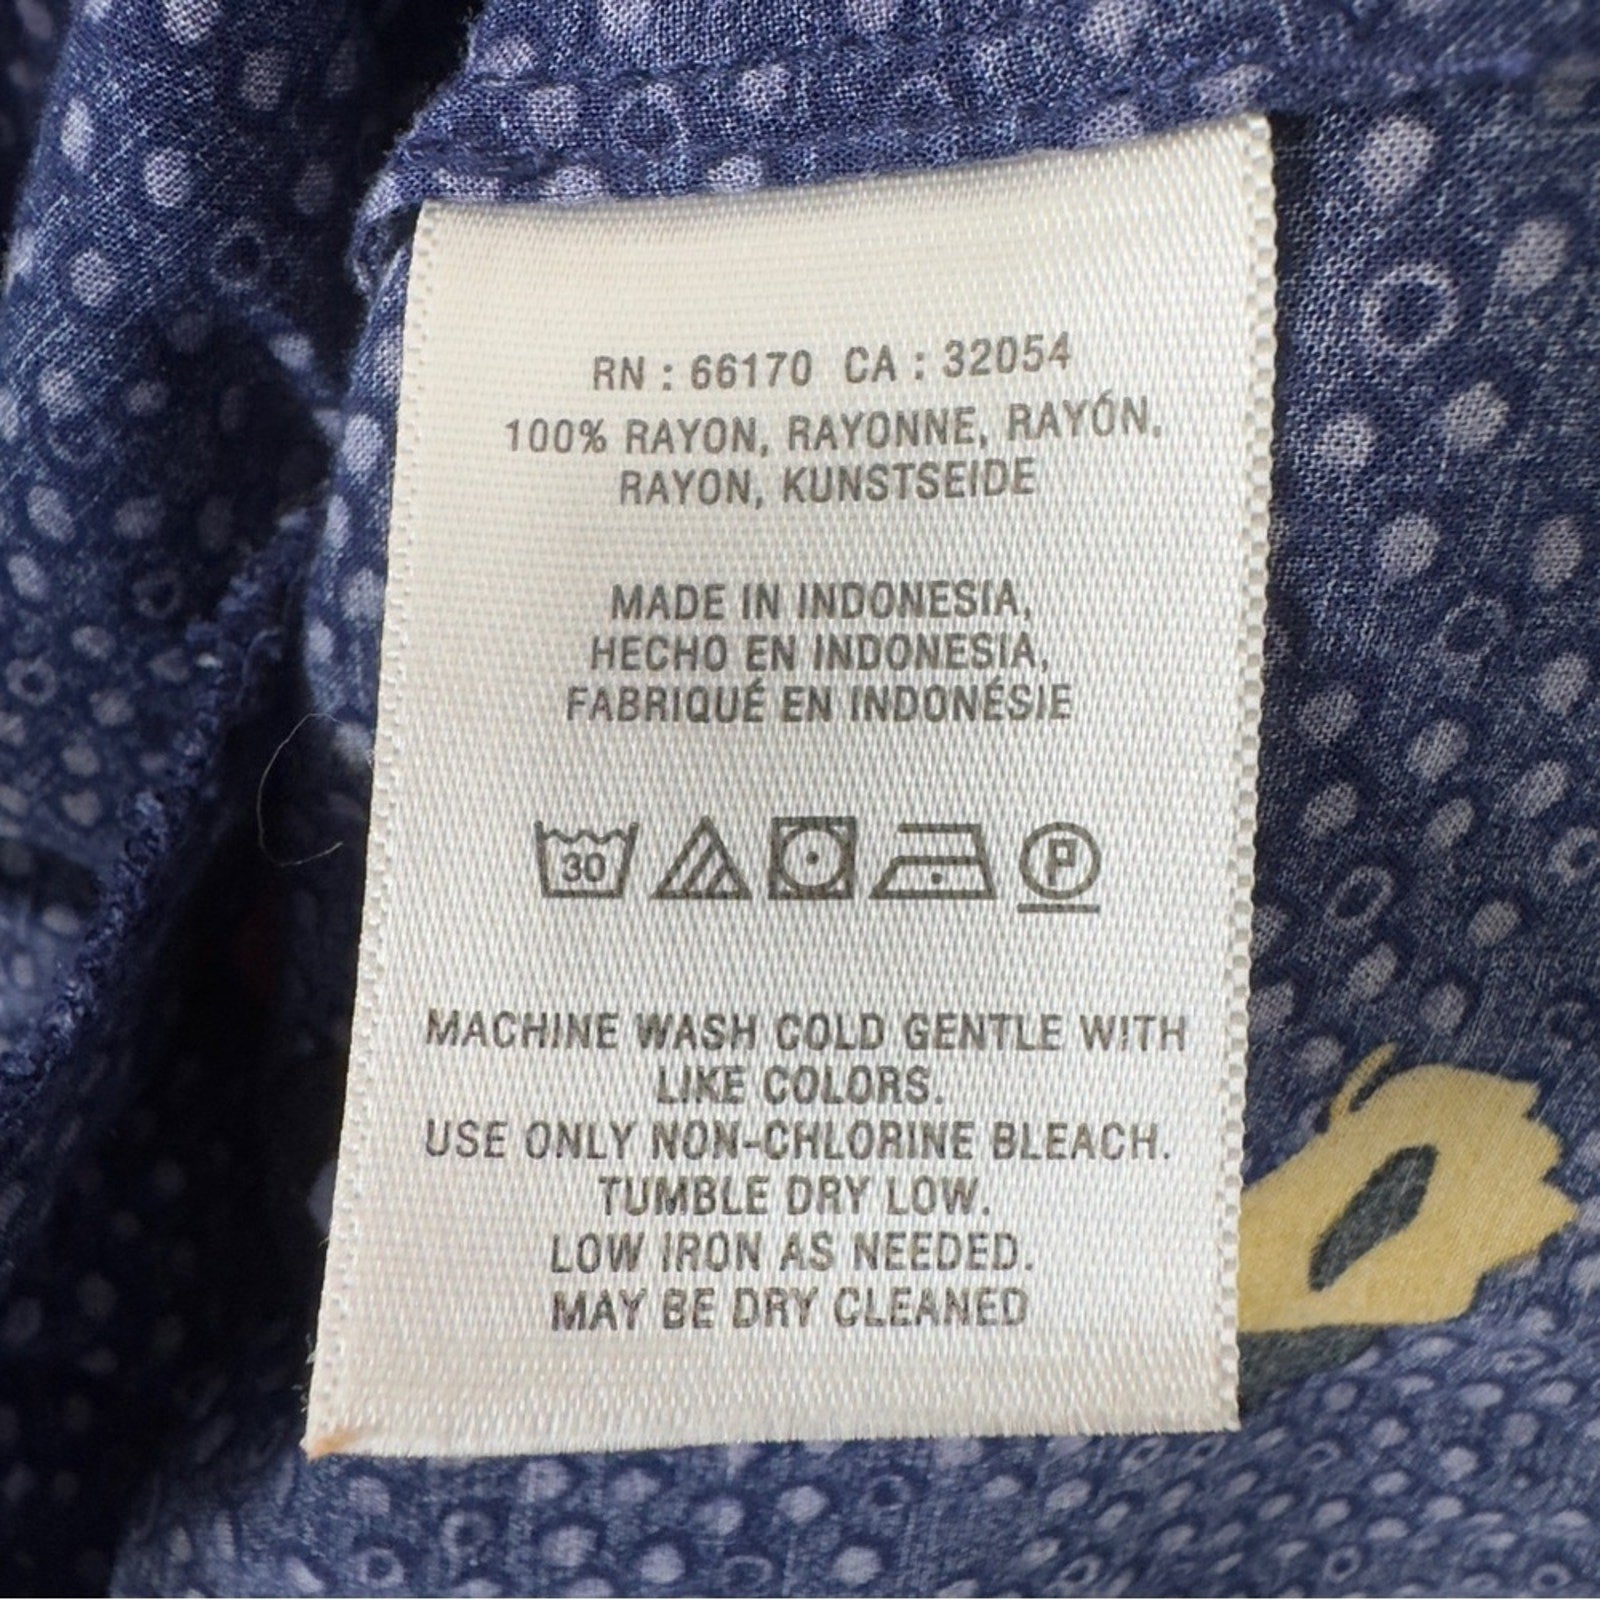 RN : 66170 CA : 32054
100% RAYON, RAYONNE, RAYÓN,
RAYON, KUNSTSEIDE
MADE IN INDONESIA,
HECHO EN INDONESIA,
FABRIQUÉ EN INDONÉSIE
30 P
MACHINE WASH COLD GENTLE WITH
LIKE COLORS.
USE ONLY NON-CHLORINE BLEACH.
TUMBLE DRY LOW.
LOW IRON AS NEEDED.
MAY BE DRY CLEANED